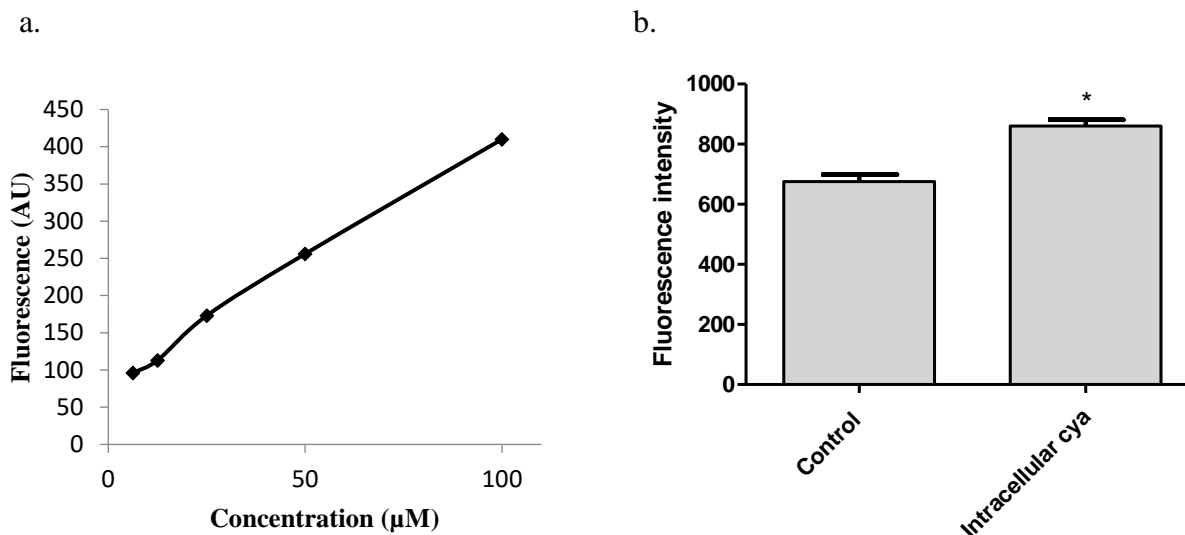 a.
450
400
350
300
250
200
150
100
50
0
Fluorescence (AU)
0 50 100
Concentration (µM)
b.
1000
800
600
400
200
0
Fluorescence intensity
*
Control
Intracellular cya